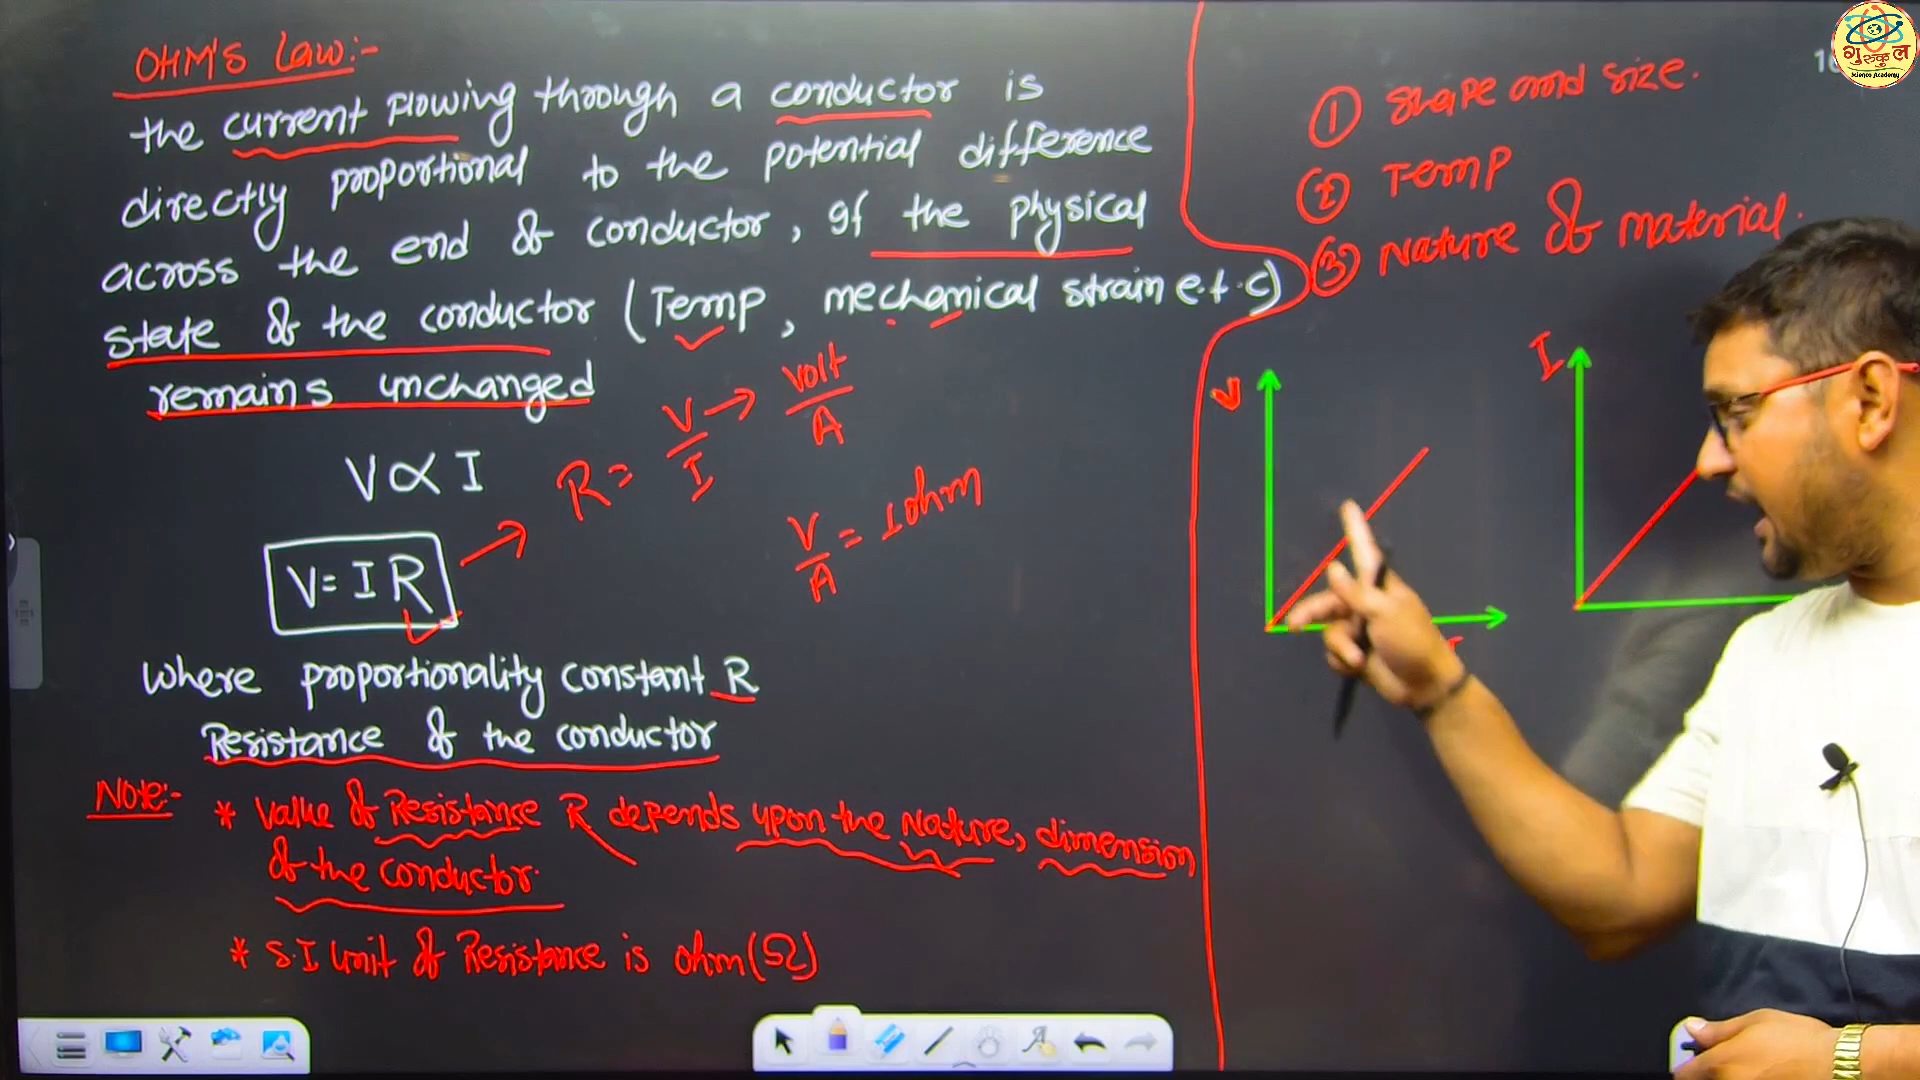 OHM'S Law:-
the current flowing through a conductor is
directly proportional to the potential difference
across the end of conductor, If the physical
state of the conductor (Temp, mechanical strain e.t.c)
remains unchanged
V ∝ I
V = I R
R = V/I → Volt/A
V/A = 1 ohm
Where proportionality constant R
Resistance of the conductor
Note:- * Value of Resistance R depends upon the Nature, dimension
of the conductor.
* S.I Unit of Resistance is ohm (Ω)
① Shape and size.
② Temp
③ Nature of material.
V
I
गुरुकुल
Science Academy